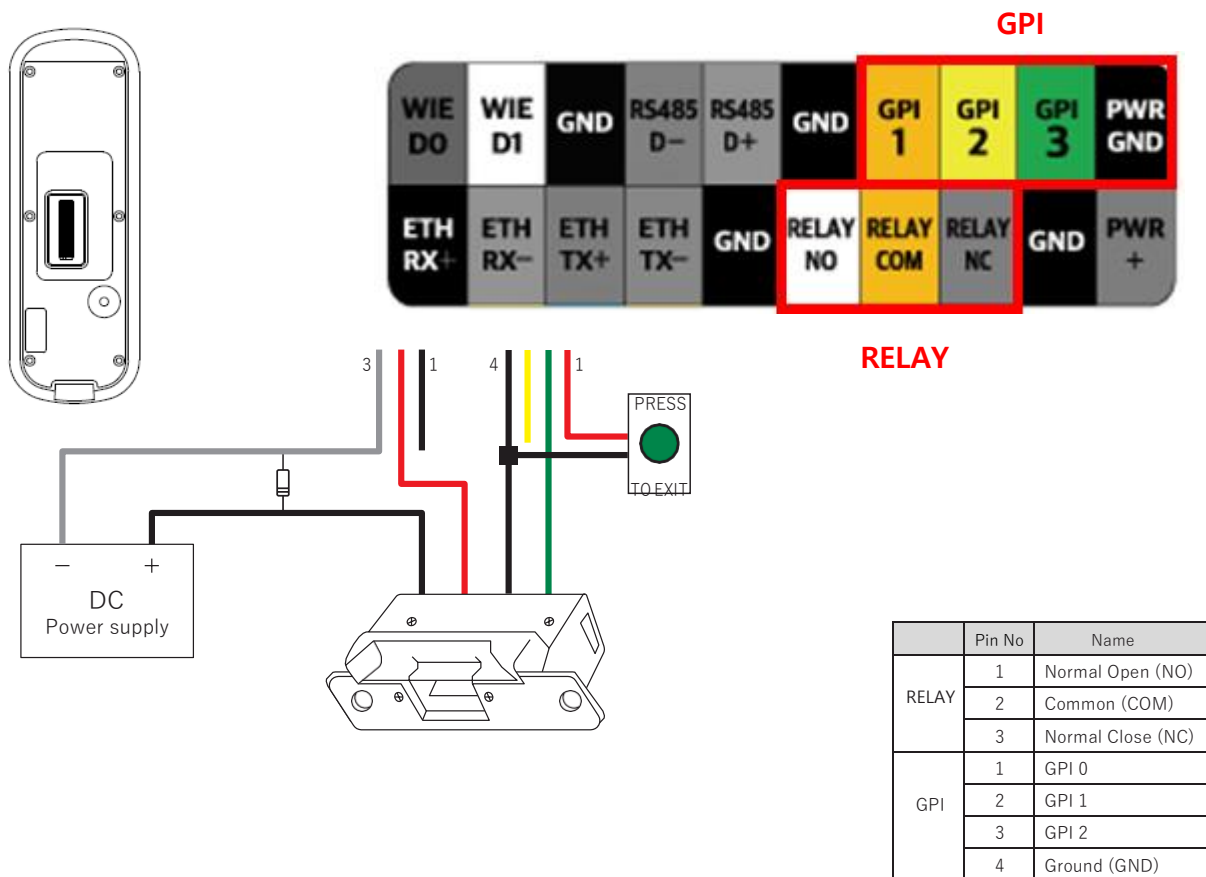 GPI
WIE D0
WIE D1
GND
RS485 D-
RS485 D+
GND
GPI 1
GPI 2
GPI 3
PWR GND
ETH RX+
ETH RX-
ETH TX+
ETH TX-
GND
RELAY NO
RELAY COM
RELAY NC
GND
PWR +
RELAY
3 1 4 1
PRESS
TO EXIT
− +
DC
Power supply
Pin No Name
RELAY
1 Normal Open (NO)
2 Common (COM)
3 Normal Close (NC)
GPI
1 GPI 0
2 GPI 1
3 GPI 2
4 Ground (GND)